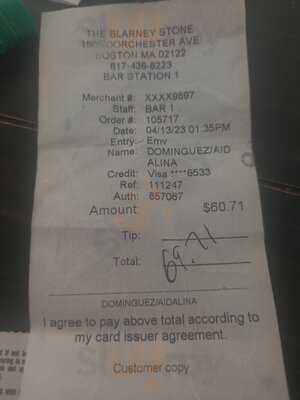 THE BLARNEY STONE
1505 DORCHESTER AVE
BOSTON MA 02122
617-436-8223
BAR STATION 1
Merchant #: XXXX9897
Staff: BAR 1
Order #: 105717
Date: 04/13/23 01:35PM
Entry: Emv
Name: DOMINGUEZ/AID
ALINA
Credit: Visa ****6533
Ref: 111247
Auth: 657087
Amount $60.71
Tip:
Total: 69.71
DOMINGUEZ/AIDALINA
I agree to pay above total according to
my card issuer agreement.
Customer copy